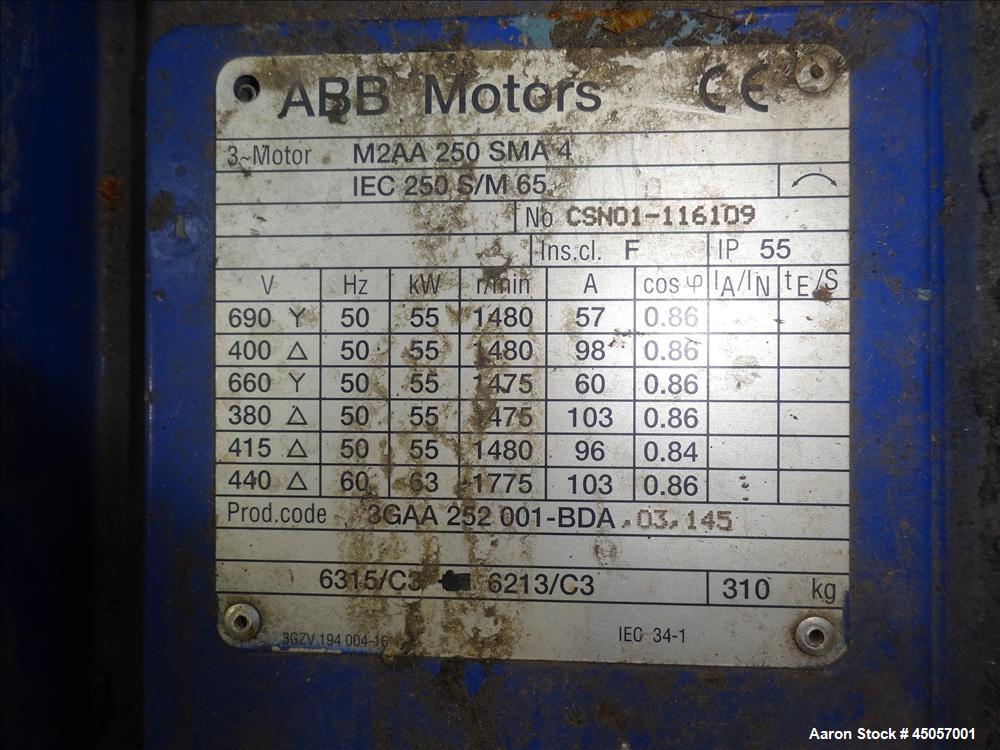 ABB Motors CE
3~Motor M2AA 250 SMA 4
IEC 250 S/M 65
No CSN01-116109
Ins.cl. F IP 55
V Hz kW r/min A cos φ IA/IN tE/S
690 Y 50 55 1480 57 0.86
400 Δ 50 55 1480 98 0.86
660 Y 50 55 1475 60 0.86
380 Δ 50 55 1475 103 0.86
415 Δ 50 55 1480 96 0.84
440 Δ 60 63 1775 103 0.86
Prod.code 3GAA 252 001-BDA ,03,145
6315/C3 6213/C3 310 kg
3GZV 194 004-16 IEC 34-1
Aaron Stock # 45057001